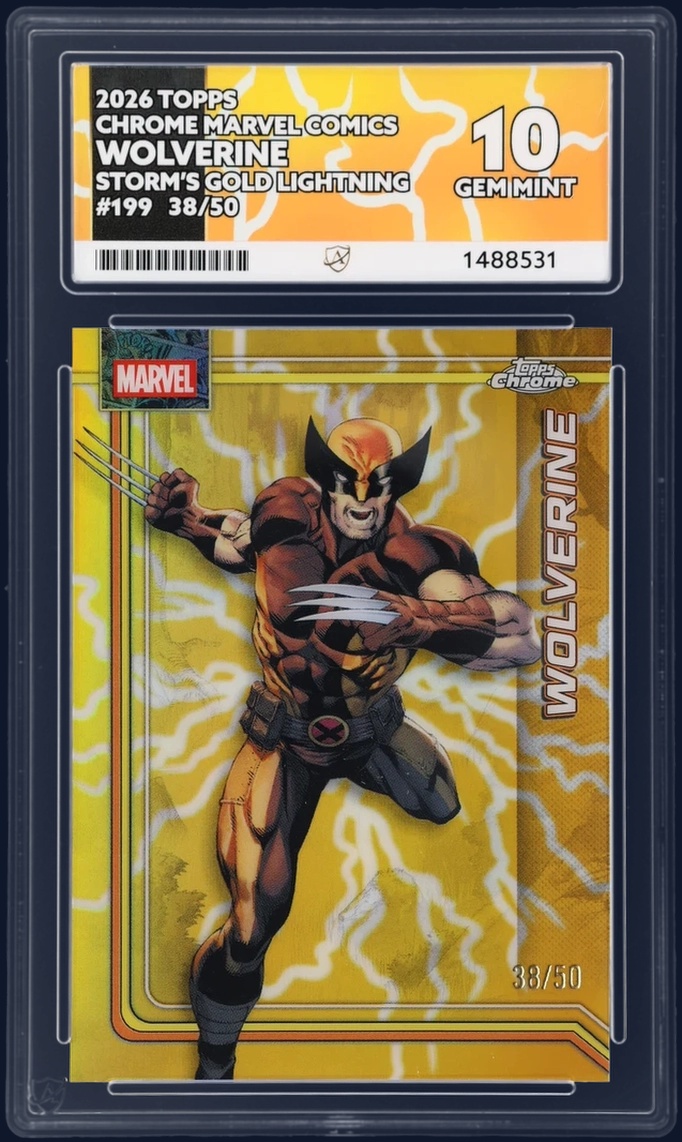 2026 TOPPS
CHROME MARVEL COMICS
WOLVERINE
STORM'S GOLD LIGHTNING
#199 38/50
10
GEM MINT
1488531
MARVEL
Topps
Chrome
WOLVERINE
38/50